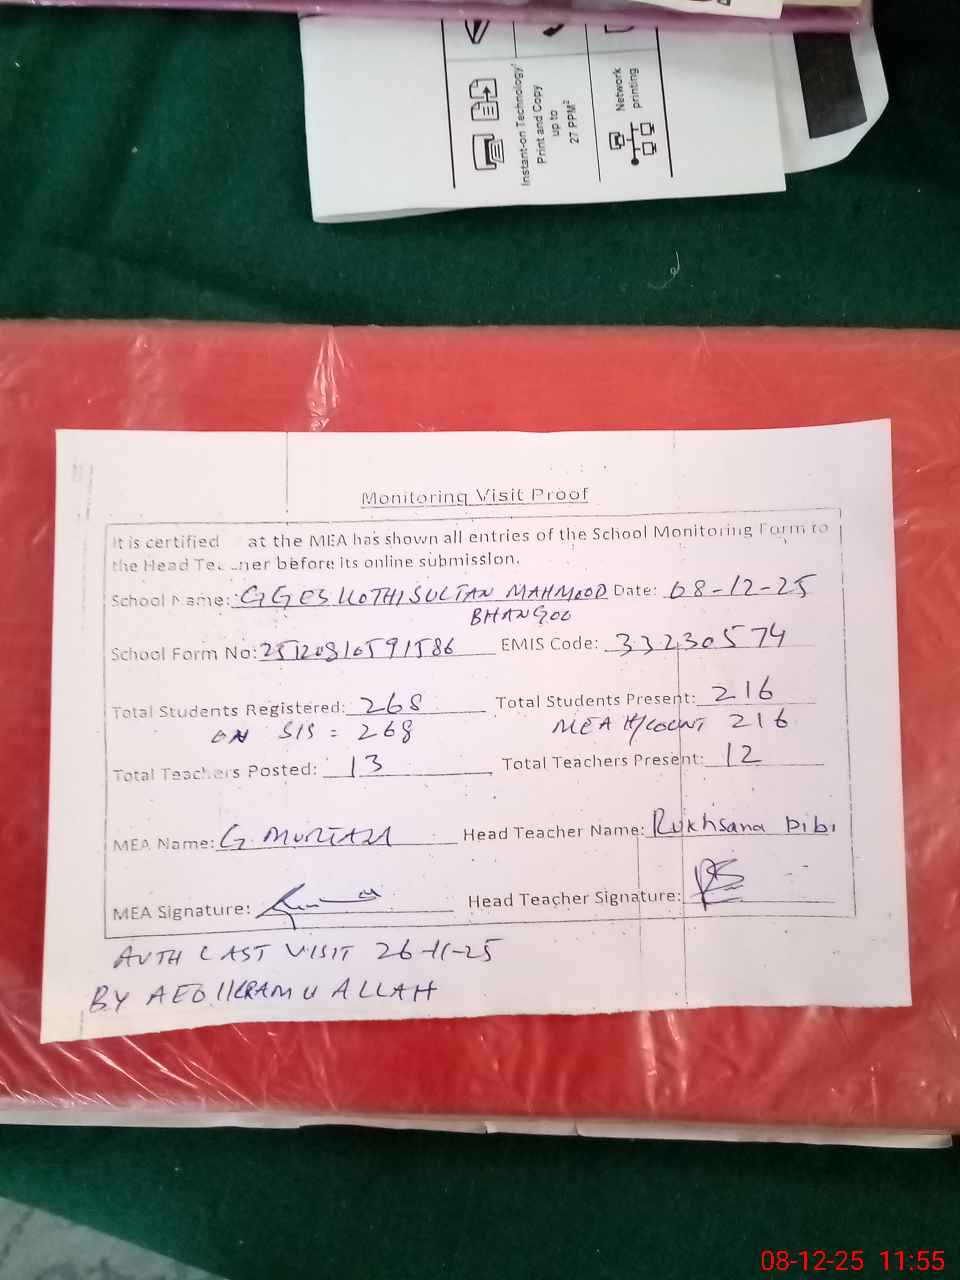 Instant-on Technology
Print and Copy
up to
27 PPM²
Network
printing
Monitoring Visit Proof
It is certified at the MEA has shown all entries of the School Monitoring Form to
the Head Te...ner before its online submission.
School Name: GGES KOTHI SULTAN MAHMOOD Date: 08-12-25
BHANGOO
School Form No: EMIS Code: 33230574
Total Students Registered: 268 Total Students Present: 216
ON SIS = 268 MEA H/COUNT 216
Total Teachers Posted: 13 Total Teachers Present: 12
MEA Name: G MURTAZA Head Teacher Name: Rukhsana Bibi
MEA Signature: Head Teacher Signature:
AUTH LAST VISIT 26-11-25
BY AEO IKRAM U ALLAH
08-12-25 11:55